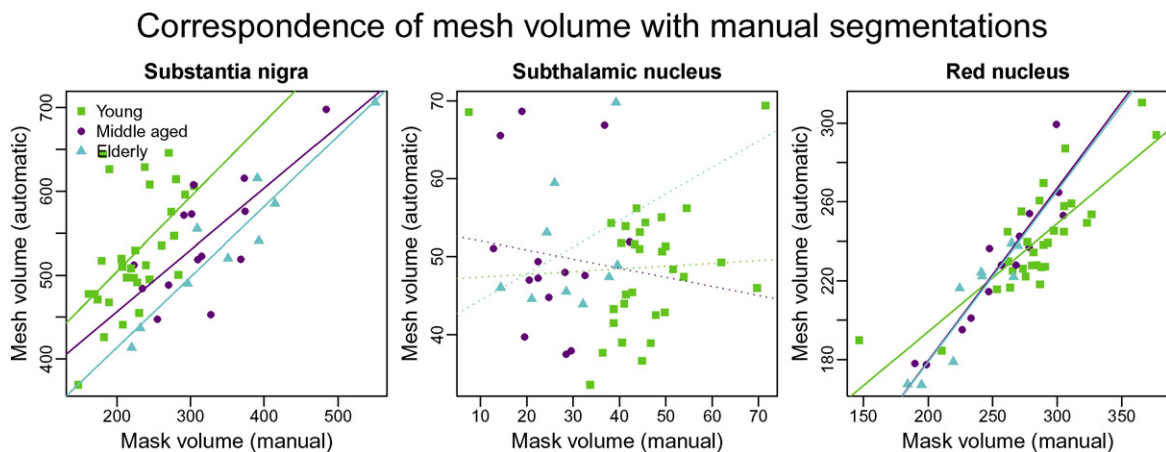 Correspondence of mesh volume with manual segmentations
Substantia nigra
Mesh volume (automatic)
400 500 600 700
Young
Middle aged
Elderly
200 300 400 500
Mask volume (manual)
Subthalamic nucleus
Mesh volume (automatic)
40 50 60 70
10 20 30 40 50 60 70
Mask volume (manual)
Red nucleus
Mesh volume (automatic)
180 220 260 300
150 200 250 300 350
Mask volume (manual)